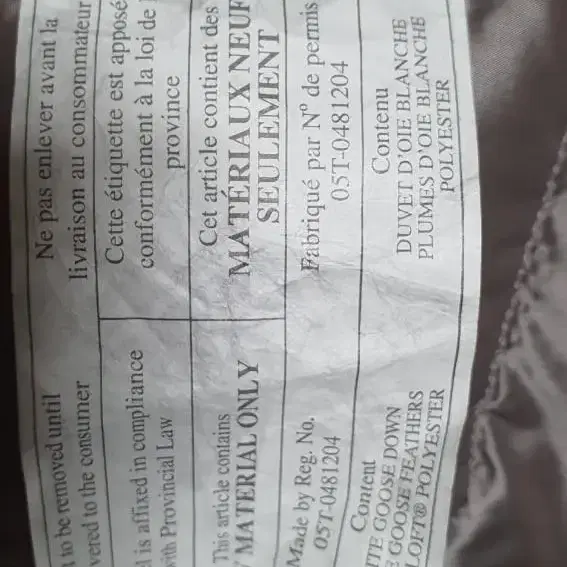 t to be removed until
vered to the consumer
l is affixed in compliance
with Provincial Law
This article contains
MATERIAL ONLY
Made by Reg. No.
05T-0481204
Content
ITE GOOSE DOWN
E GOOSE FEATHERS
LOFT® POLYESTER
Ne pas enlever avant la
livraison au consommateur
Cette étiquette est apposé
conformément à la loi de
province
Cet article contient des
MATÉRIAUX NEUF
SEULEMENT
Fabriqué par Nº de permis
05T-0481204
Contenu
DUVET D'OIE BLANCHE
PLUMES D'OIE BLANCHE
POLYESTER